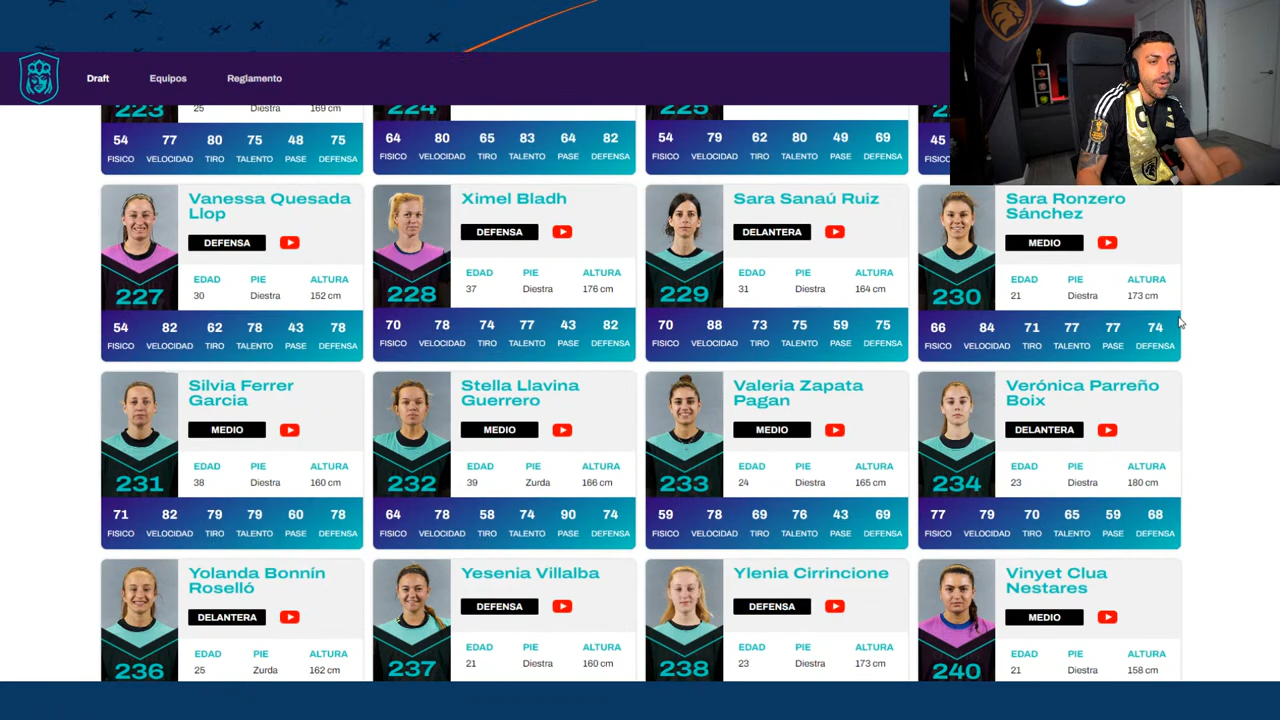 Draft Equipos Reglamento
223
25 Diestra 169 cm
54 77 80 75 48 75
FISICO VELOCIDAD TIRO TALENTO PASE DEFENSA
224
64 80 65 83 64 82
FISICO VELOCIDAD TIRO TALENTO PASE DEFENSA
225
54 79 62 80 49 69
FISICO VELOCIDAD TIRO TALENTO PASE DEFENSA
45
FISICO
Vanessa Quesada
Llop
DEFENSA
EDAD PIE ALTURA
30 Diestra 152 cm
227
54 82 62 78 43 78
FISICO VELOCIDAD TIRO TALENTO PASE DEFENSA
Ximel Bladh
DEFENSA
EDAD PIE ALTURA
37 Diestra 176 cm
228
70 78 74 77 43 82
FISICO VELOCIDAD TIRO TALENTO PASE DEFENSA
Sara Sanaú Ruiz
DELANTERA
EDAD PIE ALTURA
31 Diestra 164 cm
229
70 88 73 75 59 75
FISICO VELOCIDAD TIRO TALENTO PASE DEFENSA
Sara Ronzero
Sánchez
MEDIO
EDAD PIE ALTURA
21 Diestra 173 cm
230
66 84 71 77 77 74
FISICO VELOCIDAD TIRO TALENTO PASE DEFENSA
Silvia Ferrer
Garcia
MEDIO
EDAD PIE ALTURA
38 Diestra 160 cm
231
71 82 79 79 60 78
FISICO VELOCIDAD TIRO TALENTO PASE DEFENSA
Stella Llavina
Guerrero
MEDIO
EDAD PIE ALTURA
39 Zurda 166 cm
232
64 78 58 74 90 74
FISICO VELOCIDAD TIRO TALENTO PASE DEFENSA
Valeria Zapata
Pagan
MEDIO
EDAD PIE ALTURA
24 Diestra 165 cm
233
59 78 69 76 43 69
FISICO VELOCIDAD TIRO TALENTO PASE DEFENSA
Verónica Parreño
Boix
DELANTERA
EDAD PIE ALTURA
23 Diestra 180 cm
234
77 79 70 65 59 68
FISICO VELOCIDAD TIRO TALENTO PASE DEFENSA
Yolanda Bonnín
Roselló
DELANTERA
EDAD PIE ALTURA
25 Zurda 162 cm
236
Yesenia Villalba
DEFENSA
EDAD PIE ALTURA
21 Diestra 160 cm
237
Ylenia Cirrincione
DEFENSA
EDAD PIE ALTURA
23 Diestra 173 cm
238
Vinyet Clua
Nestares
MEDIO
EDAD PIE ALTURA
21 Diestra 158 cm
240